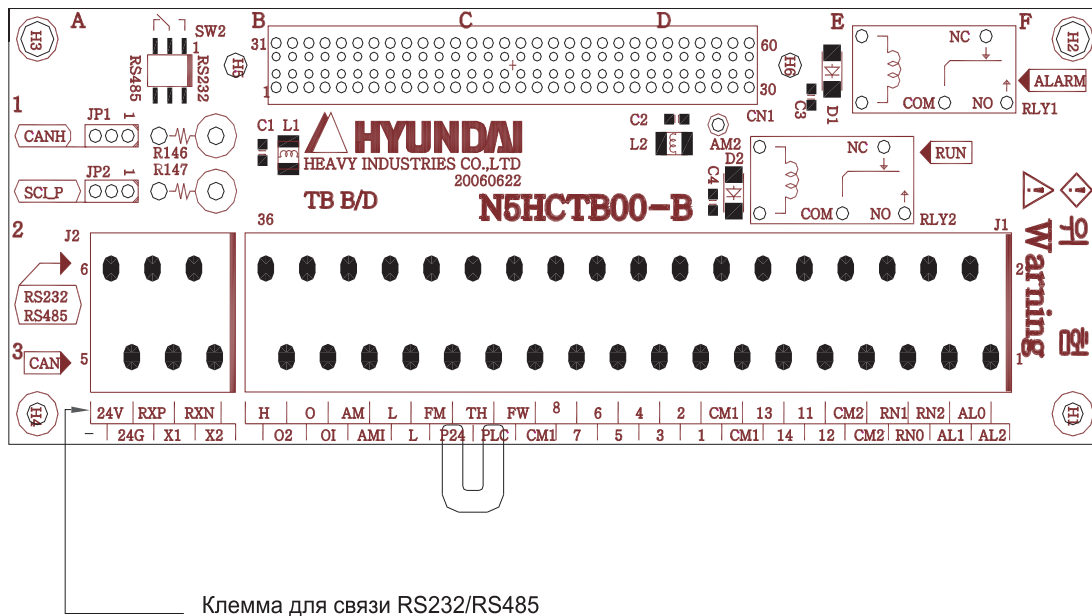 A B C D E F
H3 SW2 31 60 NC H2
RS485 1 RS232 H5 H6 ALARM
1 30 C3 D1 COM NO RLY1
CN1
1
CANH JP1 1 R146
C1 L1 HYUNDAI
HEAVY INDUSTRIES CO.,LTD
20060622
C2 L2 AM2 D2 C4 NC RUN
COM NO RLY2
SCL P JP2 1 R147
TB B/D N5HCTB00-B
위험
Warning
2 J2 36 J1
6 2
RS232
RS485
3 CAN 5 1
H4 H1
24V RXP RXN H O AM L FM TH FW 8 6 4 2 CM1 13 11 CM2 RN1 RN2 AL0
- 24G X1 X2 O2 OI AMI L P24 PLC CM1 7 5 3 1 CM1 14 12 CM2 RN0 AL1 AL2
Клемма для связи RS232/RS485